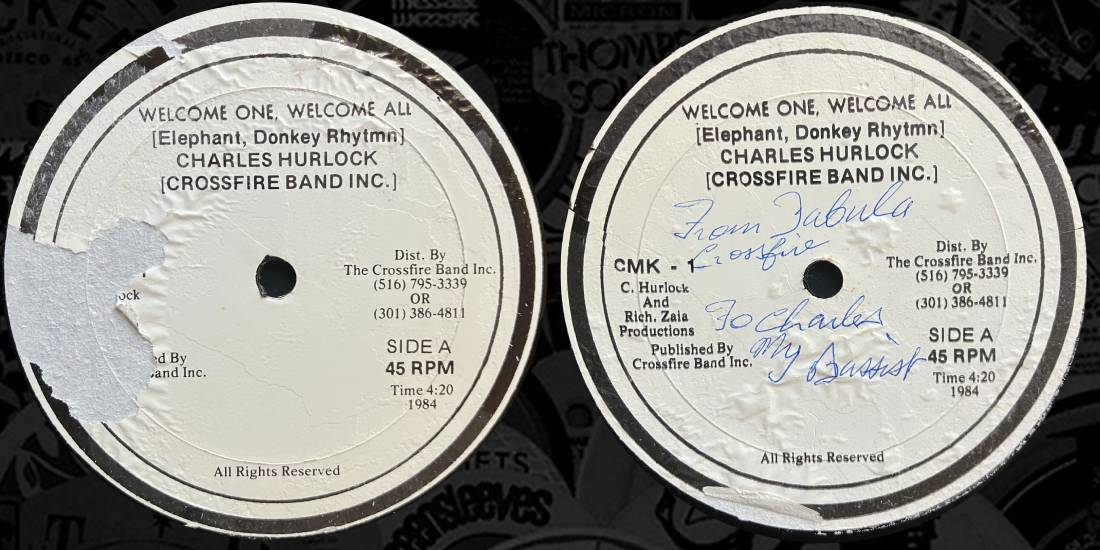 WELCOME ONE, WELCOME ALL
[Elephant, Donkey Rhytmn]
CHARLES HURLOCK
[CROSSFIRE BAND INC.]
Dist. By
The Crossfire Band Inc.
(516) 795-3339
OR
(301) 386-4811
ock
ed By
and Inc.
SIDE A
45 RPM
Time 4:20
1984
All Rights Reserved
WELCOME ONE, WELCOME ALL
[Elephant, Donkey Rhytmn]
CHARLES HURLOCK
[CROSSFIRE BAND INC.]
From Tabula
Crossfire
CMK - 1
C. Hurlock
And
Rich. Zaia
Productions
Published By
Crossfire Band Inc.
To Charles
My Bassist
Dist. By
The Crossfire Band Inc.
(516) 795-3339
OR
(301) 386-4811
SIDE A
45 RPM
Time 4:20
1984
All Rights Reserved
MICRON
THOMPS
SO
eensleeves